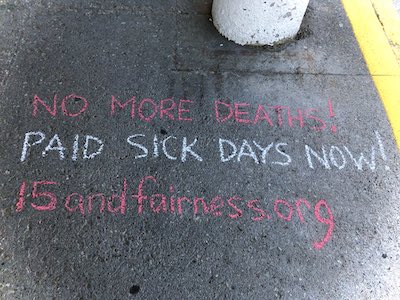 NO MORE DEATHS!
PAID SICK DAYS NOW!
15andfairness.org